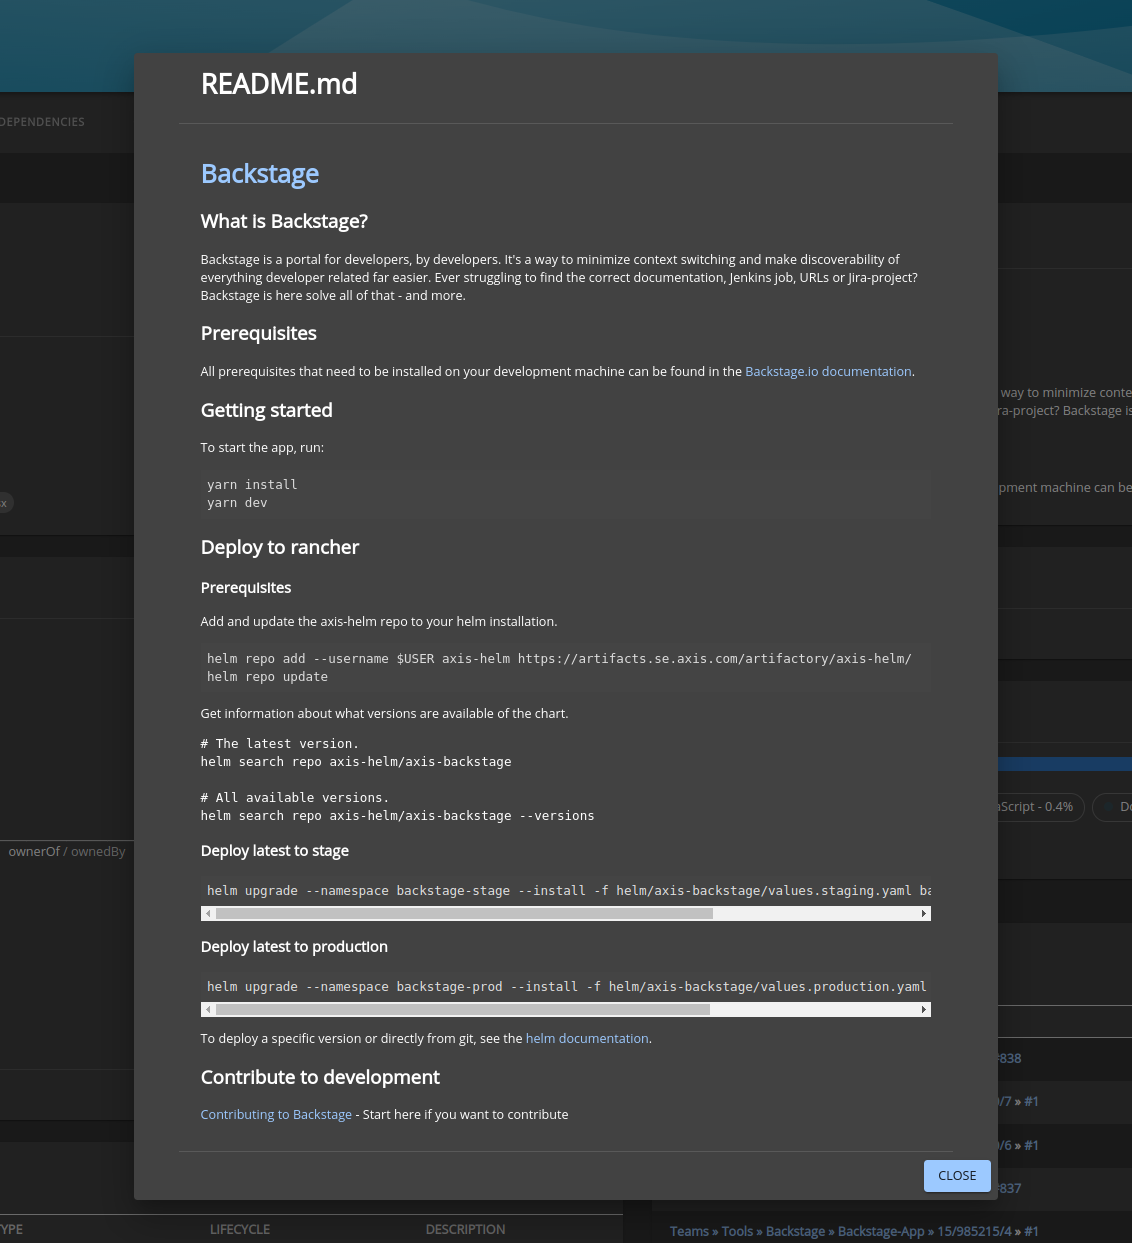 README.md
DEPENDENCIES
Backstage
What is Backstage?
Backstage is a portal for developers, by developers. It's a way to minimize context switching and make discoverability of
everything developer related far easier. Ever struggling to find the correct documentation, Jenkins job, URLs or Jira-project?
Backstage is here solve all of that - and more.
Prerequisites
All prerequisites that need to be installed on your development machine can be found in the Backstage.io documentation.
way to minimize conte
ra-project? Backstage is
Getting started
To start the app, run:
yarn install
yarn dev
pment machine can be
sx
Deploy to rancher
Prerequisites
Add and update the axis-helm repo to your helm installation.
helm repo add --username $USER axis-helm https://artifacts.se.axis.com/artifactory/axis-helm/
helm repo update
Get information about what versions are available of the chart.
# The latest version.
helm search repo axis-helm/axis-backstage
# All available versions.
helm search repo axis-helm/axis-backstage --versions
aScript - 0.4%
Do
Deploy latest to stage
ownerOf / ownedBy
helm upgrade --namespace backstage-stage --install -f helm/axis-backstage/values.staging.yaml ba
Deploy latest to production
helm upgrade --namespace backstage-prod --install -f helm/axis-backstage/values.production.yaml
To deploy a specific version or directly from git, see the helm documentation.
#838
Contribute to development
Contributing to Backstage - Start here if you want to contribute
0/7 » #1
0/6 » #1
CLOSE
#837
TYPE LIFECYCLE DESCRIPTION
Teams » Tools » Backstage » Backstage-App » 15/985215/4 » #1